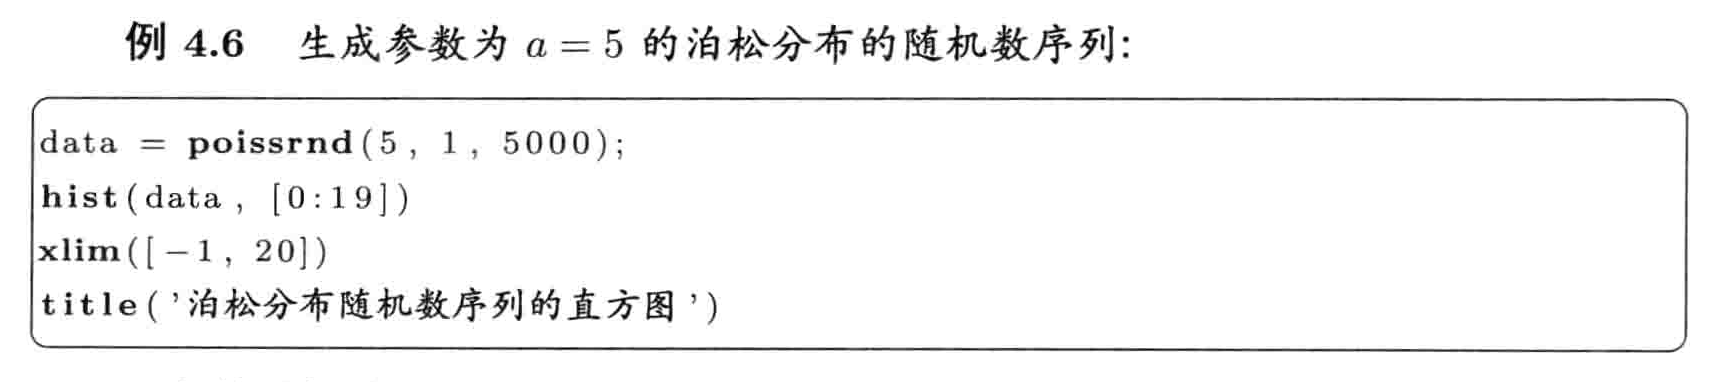 例 4.6 生成参数为 a = 5 的泊松分布的随机数序列:
data = poissrnd(5, 1, 5000);
hist(data, [0:19])
xlim([-1, 20])
title('泊松分布随机数序列的直方图')